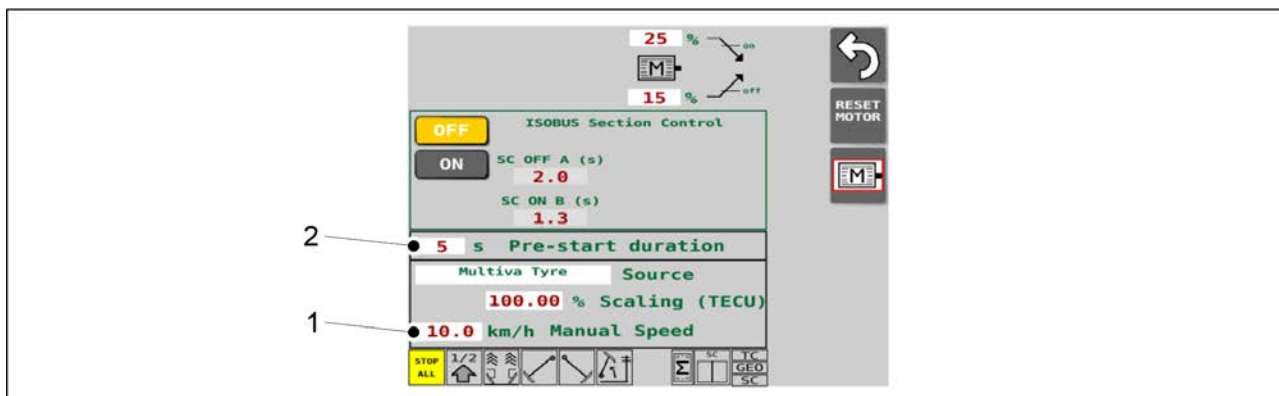 25 % on
M
15 % off
RESET
MOTOR
OFF ISOBUS Section Control
ON SC OFF A (s)
2.0
M
SC ON B (s)
1.3
2 5 s Pre-start duration
Multiva Tyre Source
100.00 % Scaling (TECU)
1 10.0 km/h Manual Speed
STOP
ALL
1/2
Σ
SC
TC
GEO
SC